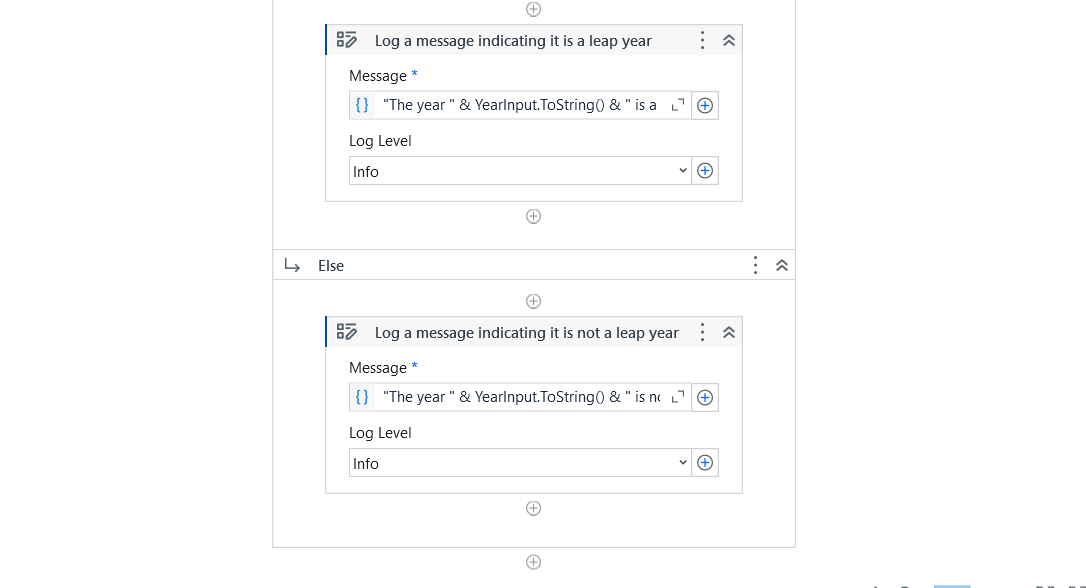 Log a message indicating it is a leap year
Message *
{} "The year " & YearInput.ToString() & " is a
Log Level
Info
Else
Log a message indicating it is not a leap year
Message *
{} "The year " & YearInput.ToString() & " is
Log Level
Info